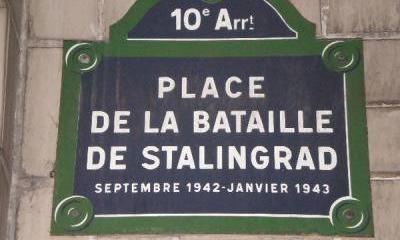 10e Arrt
PLACE
DE LA BATAILLE
DE STALINGRAD
SEPTEMBRE 1942-JANVIER 1943